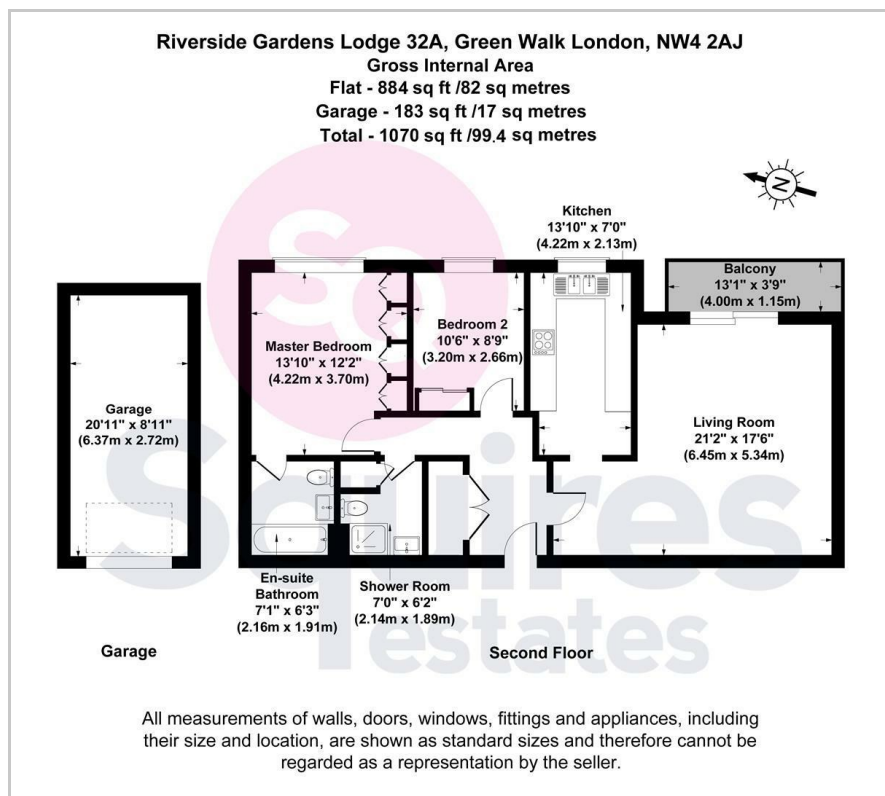 Riverside Gardens Lodge 32A, Green Walk London, NW4 2AJ
Gross Internal Area
Flat - 884 sq ft /82 sq metres
Garage - 183 sq ft /17 sq metres
Total - 1070 sq ft /99.4 sq metres
SQ
N
Kitchen
13'10" x 7'0"
(4.22m x 2.13m)
Balcony
13'1" x 3'9"
(4.00m x 1.15m)
Master Bedroom
13'10" x 12'2"
(4.22m x 3.70m)
Bedroom 2
10'6" x 8'9"
(3.20m x 2.66m)
Garage
20'11" x 8'11"
(6.37m x 2.72m)
Living Room
21'2" x 17'6"
(6.45m x 5.34m)
Squires
estates
En-suite
Bathroom
7'1" x 6'3"
(2.16m x 1.91m)
Shower Room
7'0" x 6'2"
(2.14m x 1.89m)
Garage
Second Floor
All measurements of walls, doors, windows, fittings and appliances, including
their size and location, are shown as standard sizes and therefore cannot be
regarded as a representation by the seller.